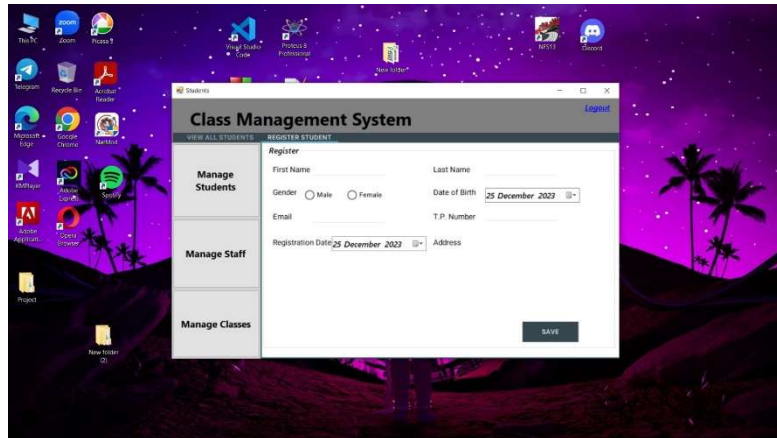 This PC
Zoom
Picasa 3
Visual Studio Code
Proteus 8 Professional
New folder
NFS13
Discord
Telegram
Recycle Bin
Acrobat Reader
Microsoft Edge
Google Chrome
NetMod
KMPlayer
Adobe Express
Spotify
Adobe
Opera Browser
Project
New folder (2)
Students
Class Management System
Logout
VIEW ALL STUDENTS REGISTER STUDENT
Manage Students
Manage Staff
Manage Classes
Register
First Name
Last Name
Gender Male Female
Date of Birth 25 December 2023
Email
T.P. Number
Registration Date 25 December 2023
Address
SAVE